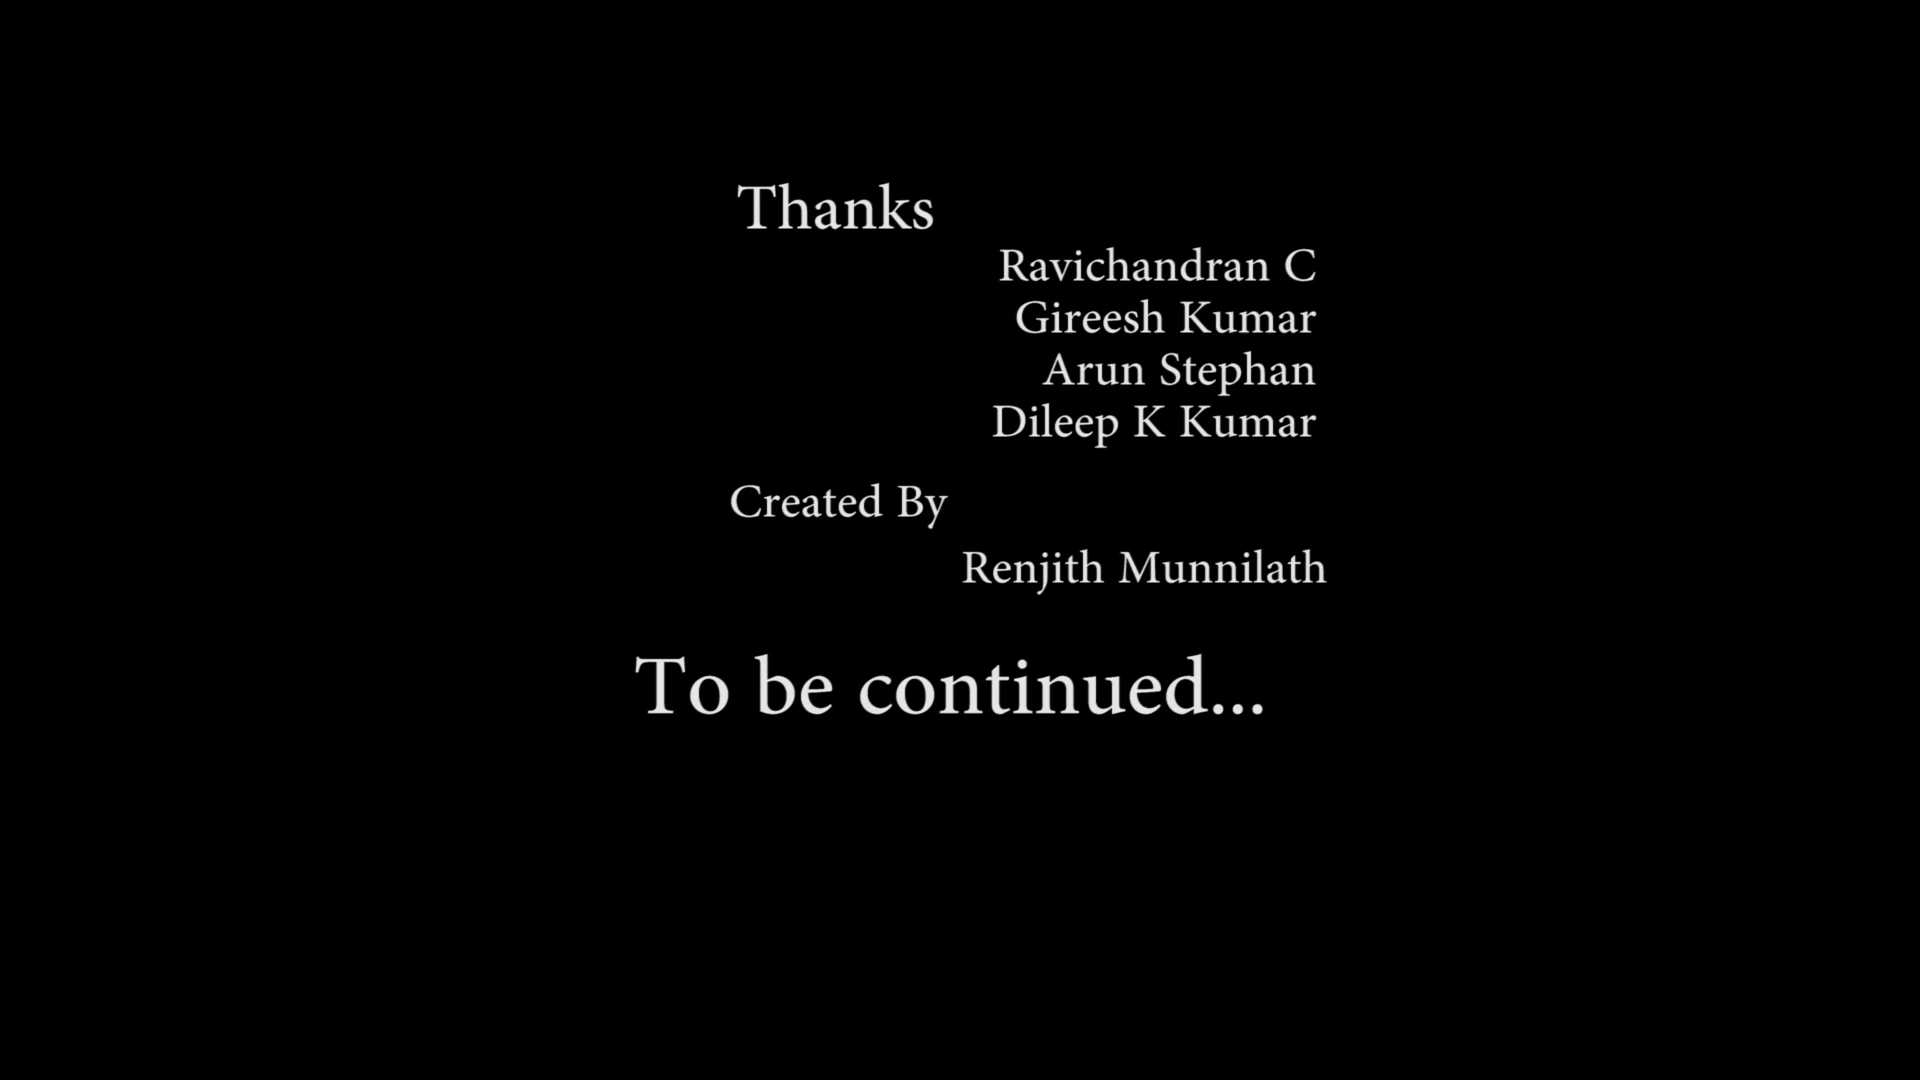 Thanks
Ravichandran C
Gireesh Kumar
Arun Stephan
Dileep K Kumar
Created By
Renjith Munnilath
To be continued...